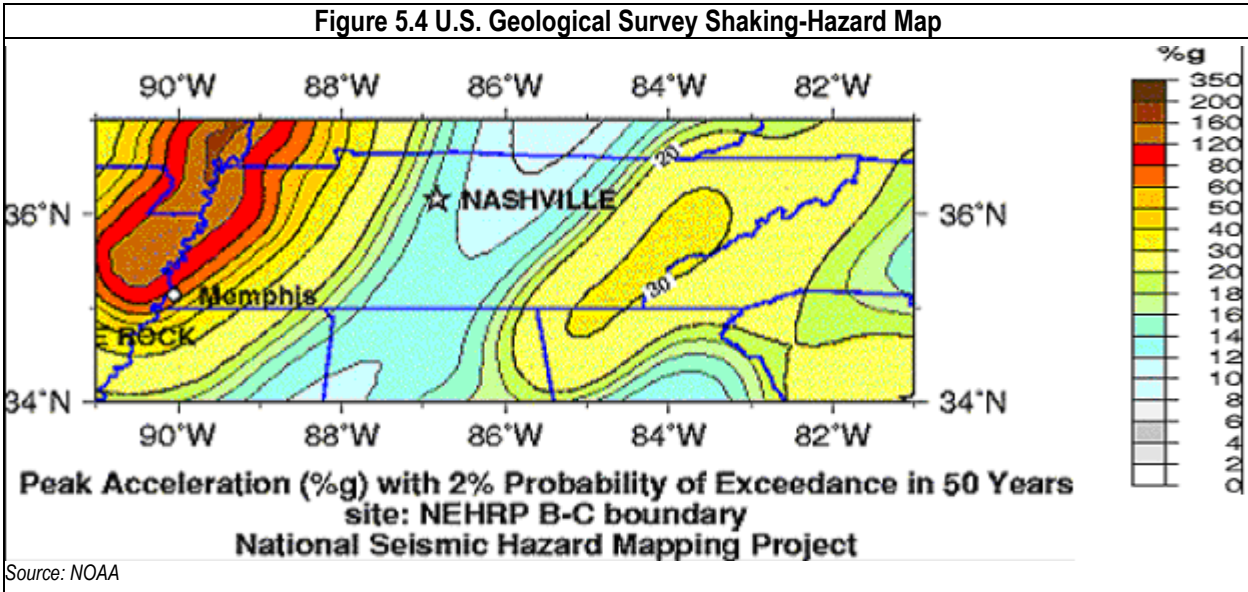 Figure 5.4 U.S. Geological Survey Shaking-Hazard Map
%g
90°W 88°W 86°W 84°W 82°W
350
200
160
120
80
60
50
40
30
20
18
16
14
12
10
8
6
4
2
0
20
36°N NASHVILLE 36°N
30
Memphis
E ROCK
34°N 34°N
90°W 88°W 86°W 84°W 82°W
Peak Acceleration (%g) with 2% Probability of Exceedance in 50 Years
site: NEHRP B-C boundary
National Seismic Hazard Mapping Project
Source: NOAA